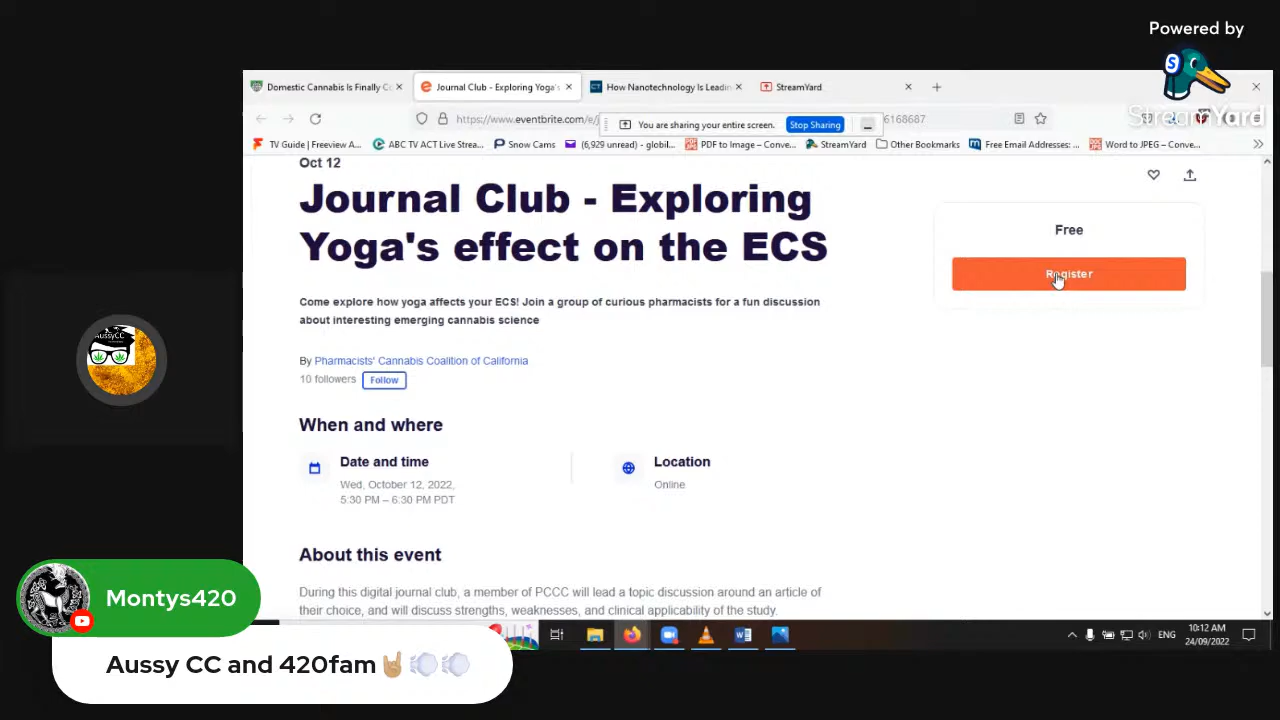 Powered by
StreamYard
Domestic Cannabis Is Finally C
Journal Club - Exploring Yoga's
How Nanotechnology Is Leadin
StreamYard
https://www.eventbrite.com/e/j
6168687
You are sharing your entire screen.
Stop Sharing
TV Guide | Freeview A...
ABC TV ACT Live Strea...
Snow Cams
(6,929 unread) - globil...
PDF to Image – Conve...
StreamYard
Other Bookmarks
Free Email Addresses: ...
Word to JPEG – Conve...
Oct 12
Journal Club - Exploring
Yoga's effect on the ECS
Free
Register
Come explore how yoga affects your ECS! Join a group of curious pharmacists for a fun discussion
about interesting emerging cannabis science
By Pharmacists' Cannabis Coalition of California
10 followers Follow
When and where
Date and time
Wed, October 12, 2022,
5:30 PM – 6:30 PM PDT
Location
Online
About this event
During this digital journal club, a member of PCCC will lead a topic discussion around an article of
their choice, and will discuss strengths, weaknesses, and clinical applicability of the study.
AussyCC
Montys420
Aussy CC and 420fam🤘🏼💨💨
ENG
10:12 AM
24/09/2022